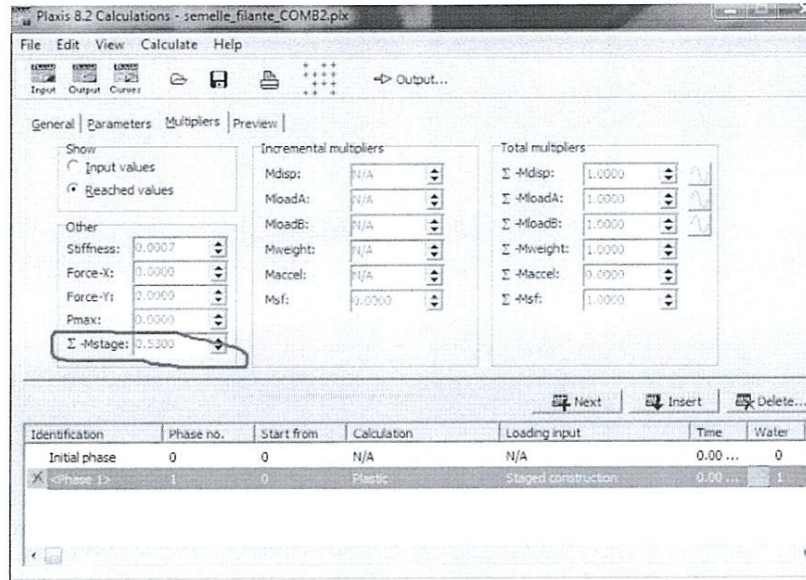 Plaxis 8.2 Calculations - semelle_filante_COMB2.plx
File Edit View Calculate Help
Input Output Curves Output...
General Parameters Multipliers Preview
Show
Input values
Reached values
Other
Stiffness: 0.0007
Force-X: 0.0000
Force-Y: 0.0000
Pmax: 0.0000
Σ -Mstage: 0.5300
Incremental multipliers
Mdisp: N/A
MloadA: N/A
MloadB: N/A
Mweight: N/A
Maccel: N/A
Msf: 0.0000
Total multipliers
Σ -Mdisp: 1.0000
Σ -MloadA: 1.0000
Σ -MloadB: 1.0000
Σ -Mweight: 1.0000
Σ -Maccel: 0.0000
Σ -Msf: 1.0000
Next Insert Delete...
Identification Phase no. Start from Calculation Loading input Time Water
Initial phase 0 0 N/A N/A 0.00 ... 0
<Phase 1> 1 0 Plastic Staged construction 0.00 ... 1